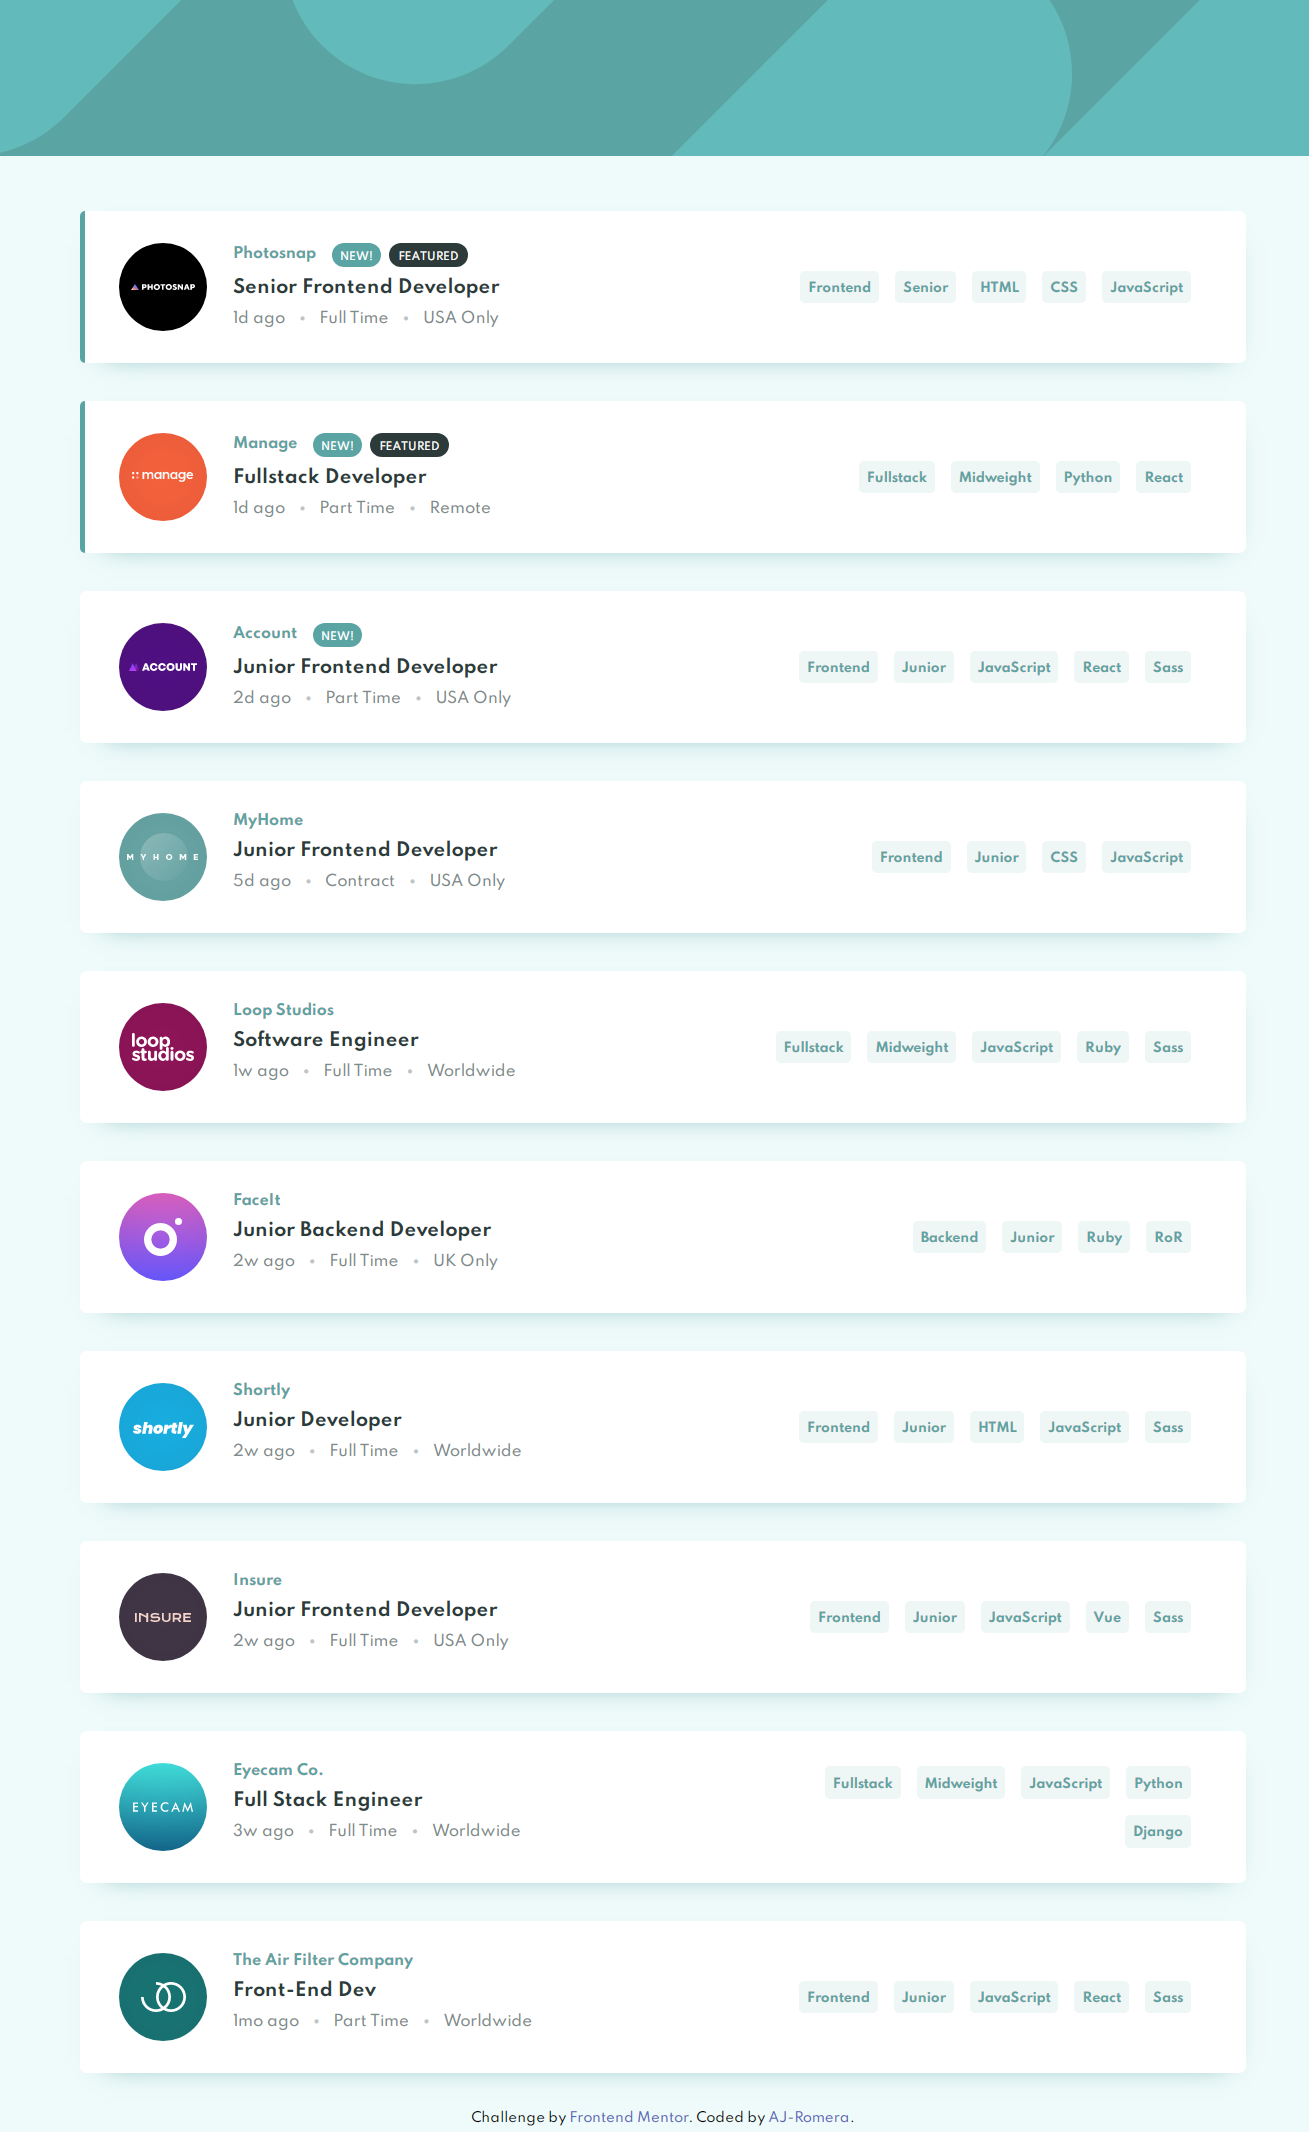 PHOTOSNAP
Photosnap NEW! FEATURED
Senior Frontend Developer
1d ago • Full Time • USA Only
Frontend Senior HTML CSS JavaScript
manage
Manage NEW! FEATURED
Fullstack Developer
1d ago • Part Time • Remote
Fullstack Midweight Python React
ACCOUNT
Account NEW!
Junior Frontend Developer
2d ago • Part Time • USA Only
Frontend Junior JavaScript React Sass
MYHOME
MyHome
Junior Frontend Developer
5d ago • Contract • USA Only
Frontend Junior CSS JavaScript
loop
studios
Loop Studios
Software Engineer
1w ago • Full Time • Worldwide
Fullstack Midweight JavaScript Ruby Sass
FaceIt
Junior Backend Developer
2w ago • Full Time • UK Only
Backend Junior Ruby RoR
shortly
Shortly
Junior Developer
2w ago • Full Time • Worldwide
Frontend Junior HTML JavaScript Sass
INSURE
Insure
Junior Frontend Developer
2w ago • Full Time • USA Only
Frontend Junior JavaScript Vue Sass
EYECAM
Eyecam Co.
Full Stack Engineer
3w ago • Full Time • Worldwide
Fullstack Midweight JavaScript Python
Django
The Air Filter Company
Front-End Dev
1mo ago • Part Time • Worldwide
Frontend Junior JavaScript React Sass
Challenge by Frontend Mentor. Coded by AJ-Romera.